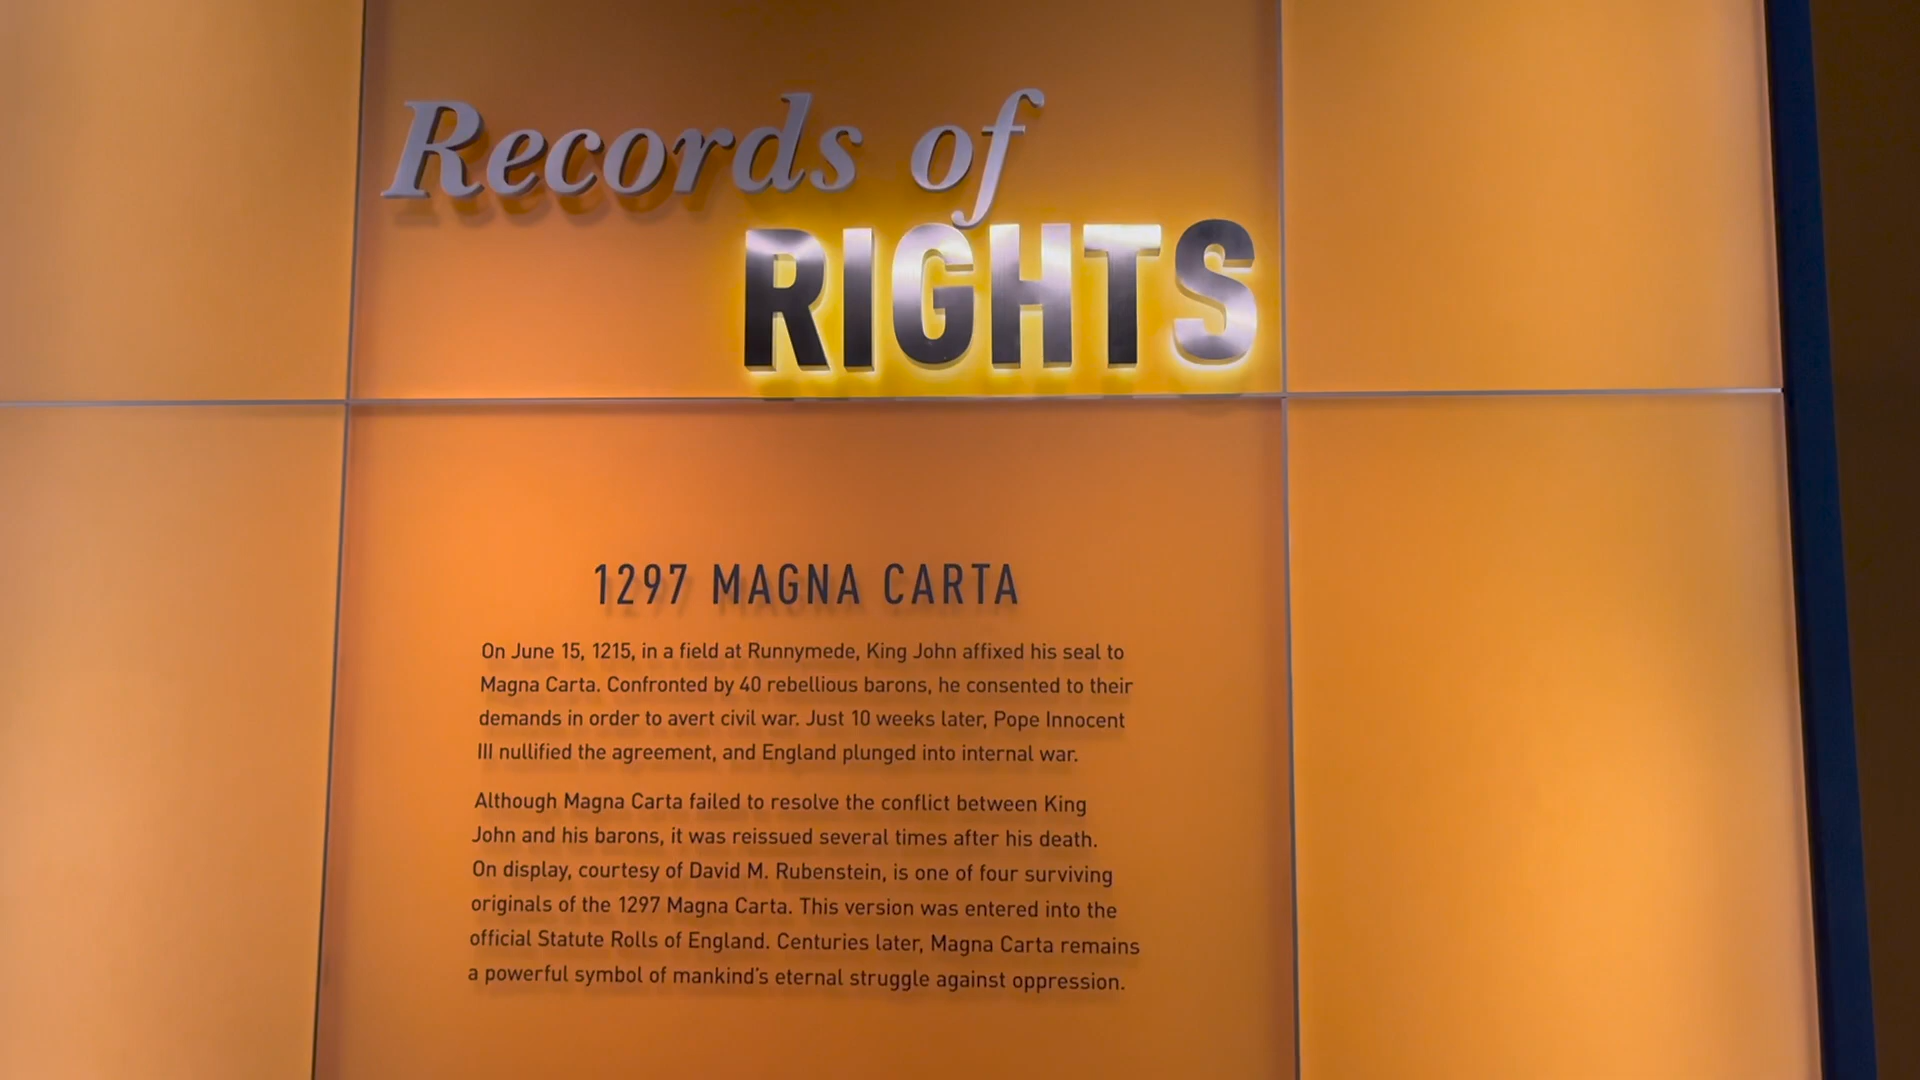 Records of
RIGHTS
1297 MAGNA CARTA
On June 15, 1215, in a field at Runnymede, King John affixed his seal to
Magna Carta. Confronted by 40 rebellious barons, he consented to their
demands in order to avert civil war. Just 10 weeks later, Pope Innocent
III nullified the agreement, and England plunged into internal war.
Although Magna Carta failed to resolve the conflict between King
John and his barons, it was reissued several times after his death.
On display, courtesy of David M. Rubenstein, is one of four surviving
originals of the 1297 Magna Carta. This version was entered into the
official Statute Rolls of England. Centuries later, Magna Carta remains
a powerful symbol of mankind's eternal struggle against oppression.